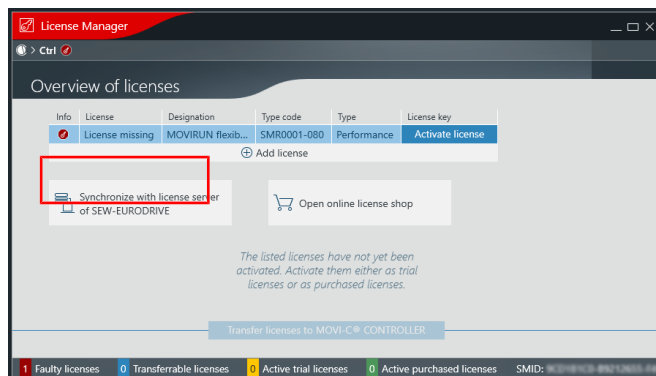 License Manager
> Ctrl
Overview of licenses
Info License Designation Type code Type License key
License missing MOVIRUN flexib... SMR0001-080 Performance Activate license
Add license
Synchronize with license server
of SEW-EURODRIVE
Open online license shop
The listed licenses have not yet been
activated. Activate them either as trial
licenses or as purchased licenses.
Transfer licenses to MOVI-C® CONTROLLER
1 Faulty licenses 0 Transferrable licenses 0 Active trial licenses 0 Active purchased licenses SMID: